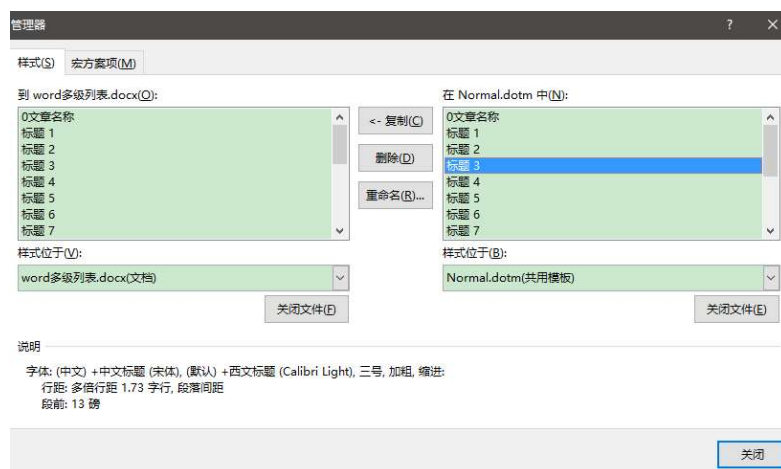 管理器
样式(S) 宏方案项(M)
到 word多级列表.docx(O):
0文章名称
标题 1
标题 2
标题 3
标题 4
标题 5
标题 6
标题 7
样式位于(V):
word多级列表.docx(文档)
关闭文件(F)
<- 复制(C)
删除(D)
重命名(R)...
在 Normal.dotm 中(N):
0文章名称
标题 1
标题 2
标题 3
标题 4
标题 5
标题 6
标题 7
样式位于(B):
Normal.dotm(共用模板)
关闭文件(E)
说明
字体: (中文) +中文标题 (宋体), (默认) +西文标题 (Calibri Light), 三号, 加粗, 缩进:
行距: 多倍行距 1.73 字行, 段落间距
段前: 13 磅
关闭